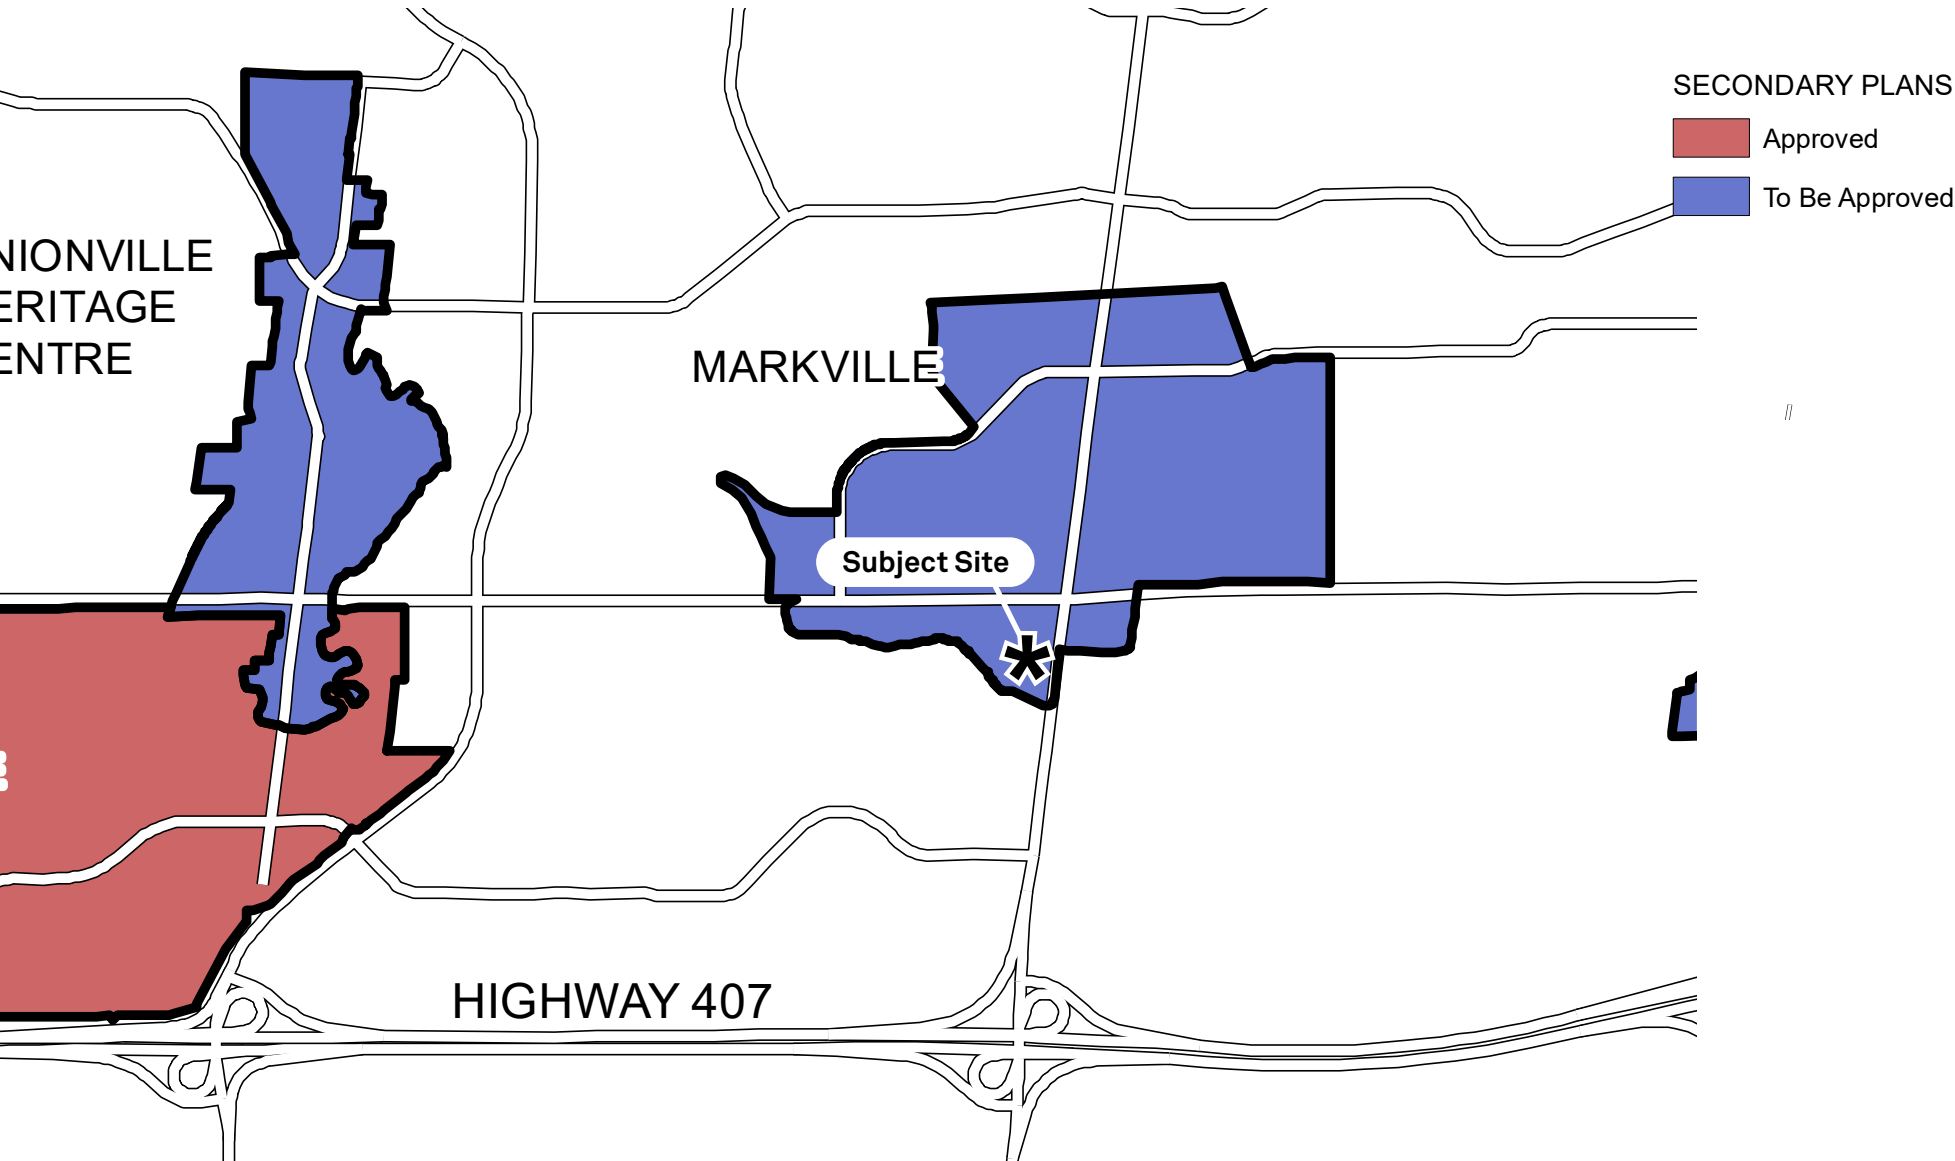 SECONDARY PLANS
Approved
To Be Approved
NIONVILLE
ERITAGE
ENTRE
MARKVILLE
Subject Site
HIGHWAY 407